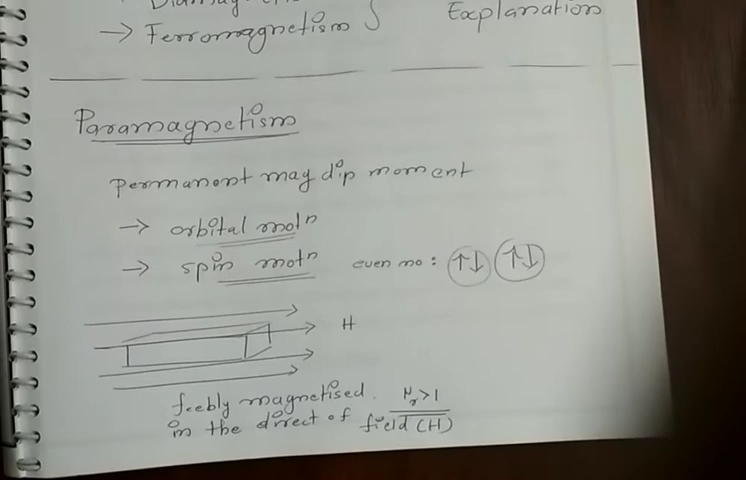 → Ferromagnetism } Explanation
Paramagnetism
permanent mag dip moment
→ orbital motn
→ spin motn even no: ↑↓ ↑↓
H
feebly magnetised. μr>1
in the direct of field (H)